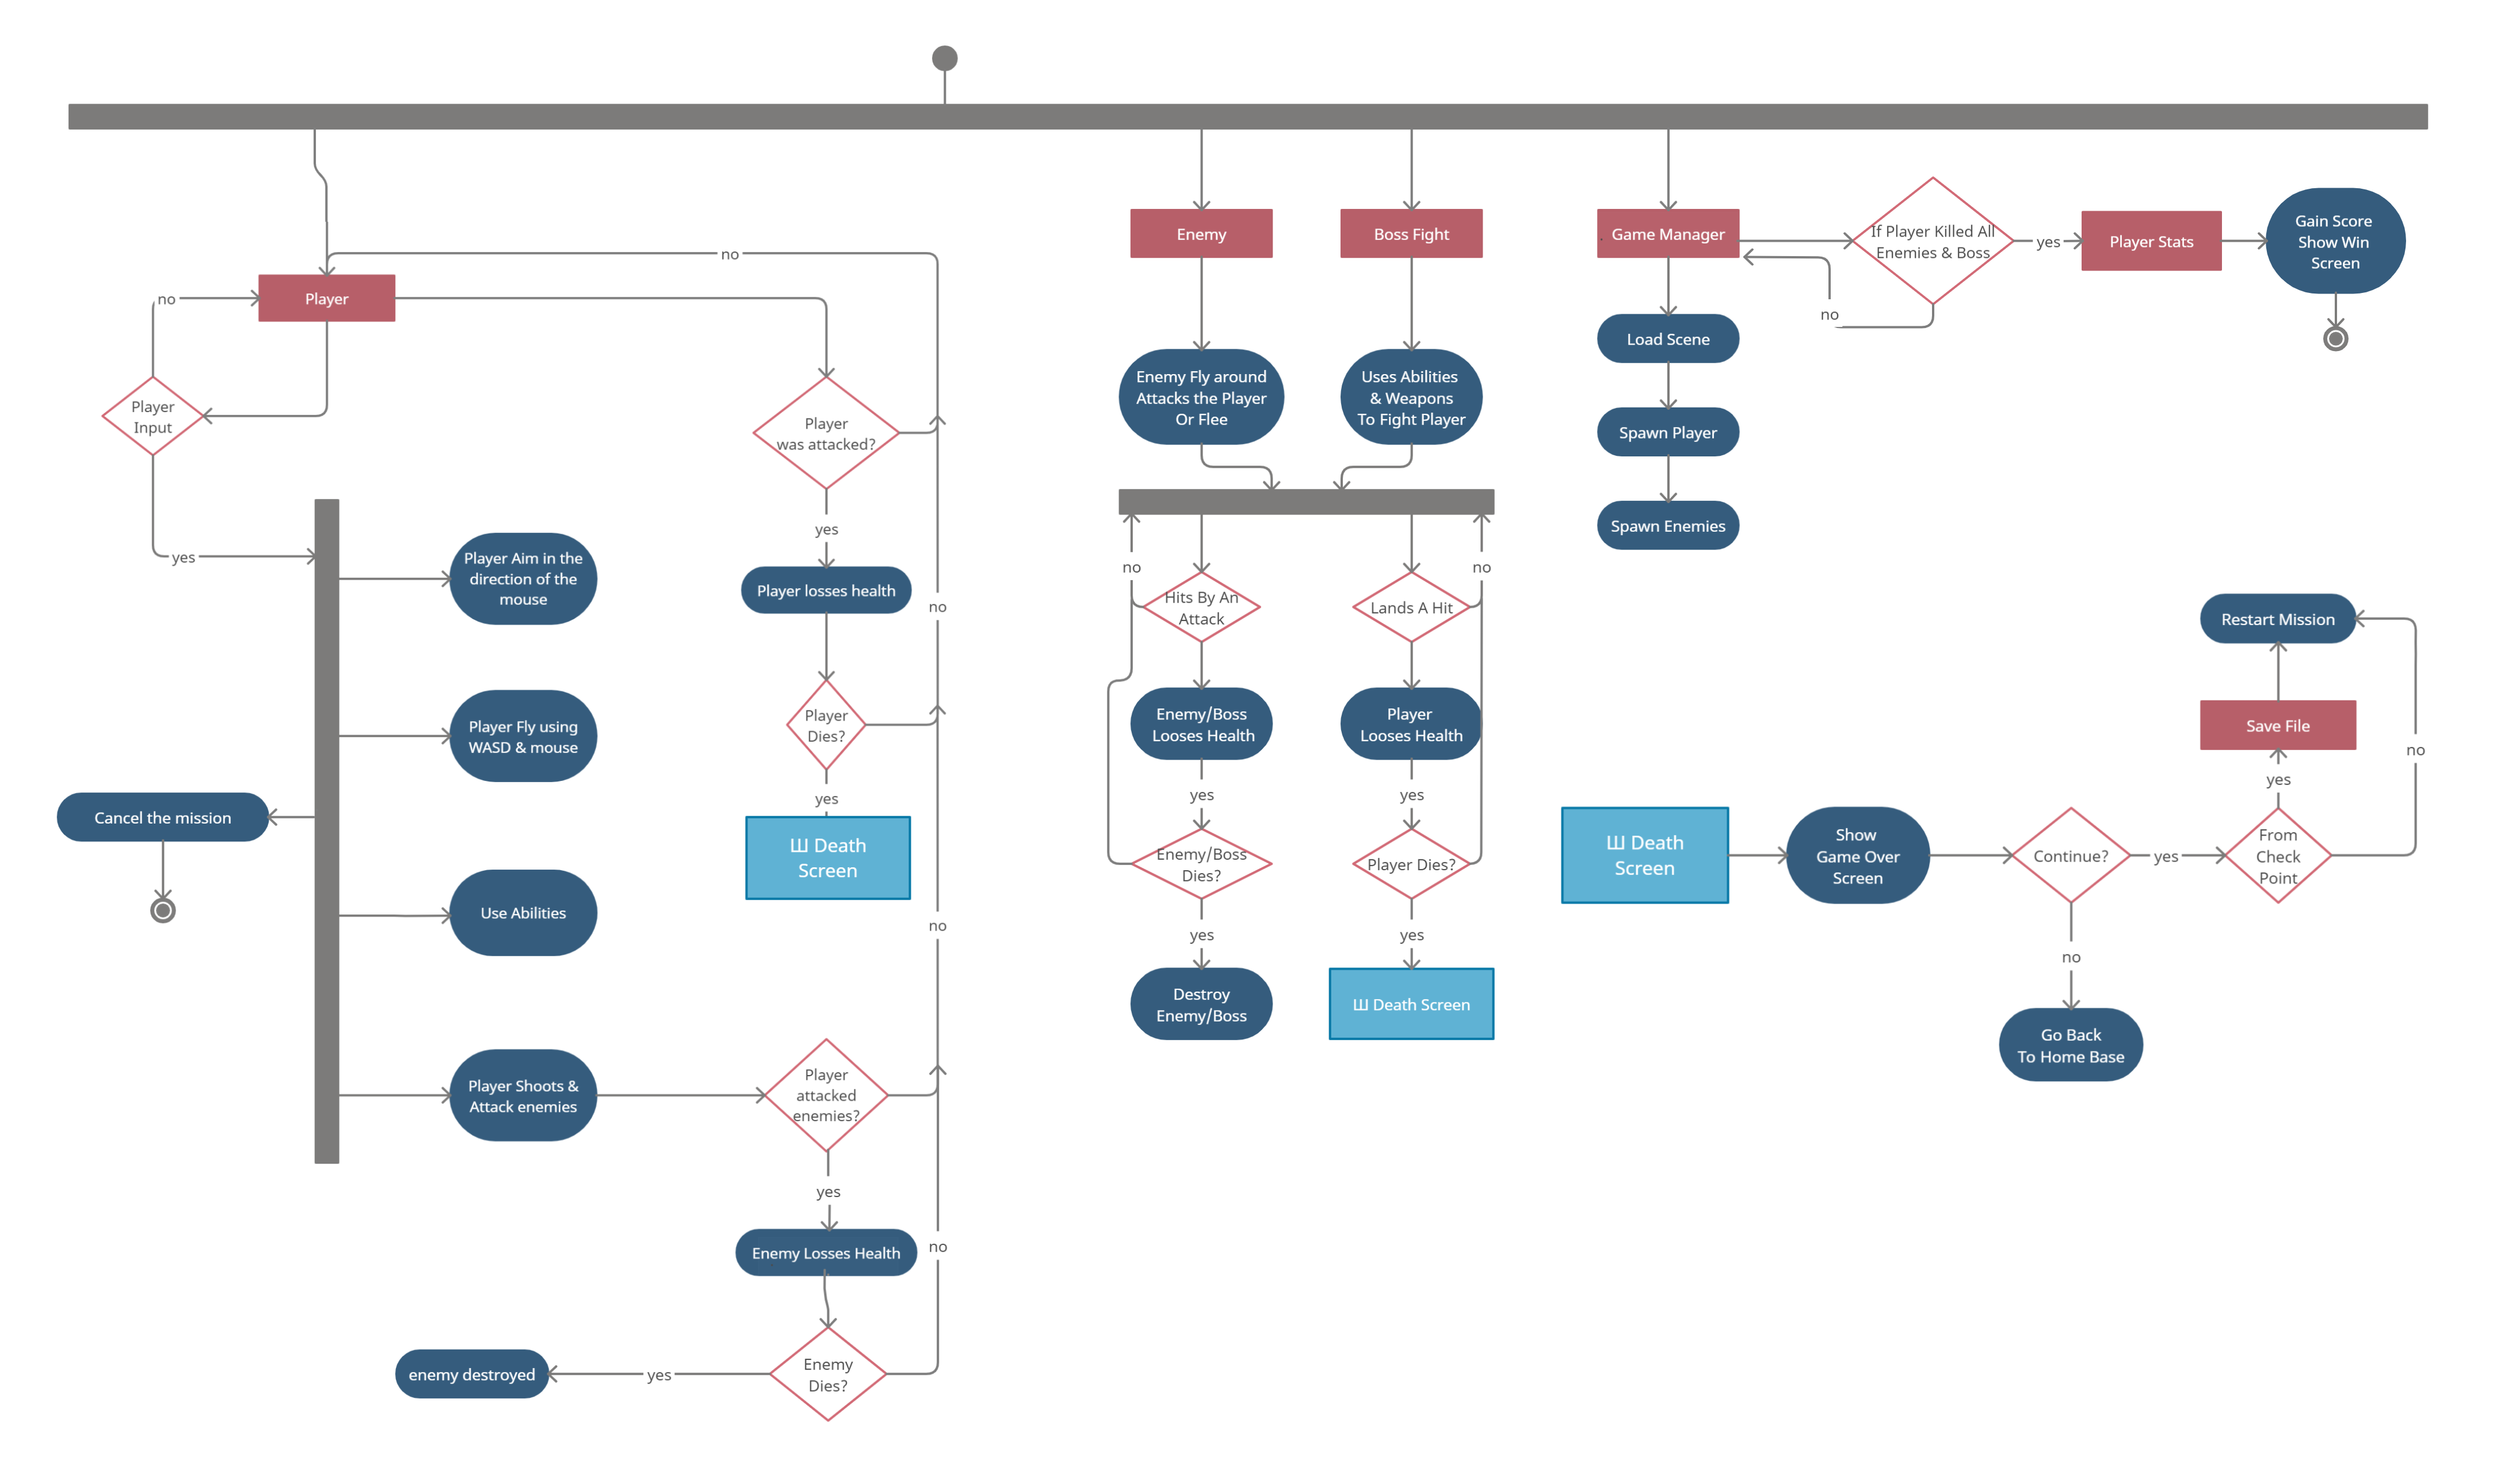 no
Player
no
Player
Input
yes
Player Aim in the
direction of the
mouse
Player Fly using
WASD & mouse
Cancel the mission
Use Abilities
Player Shoots &
Attack enemies
Player
was attacked?
yes
Player losses health
no
Player
Dies?
yes
Ш Death
Screen
no
Player
attacked
enemies?
yes
Enemy Losses Health
no
Enemy
Dies?
yes
enemy destroyed
Enemy
Enemy Fly around
Attacks the Player
Or Flee
Boss Fight
Uses Abilities
& Weapons
To Fight Player
no
Hits By An
Attack
Enemy/Boss
Looses Health
yes
Enemy/Boss
Dies?
yes
Destroy
Enemy/Boss
no
Lands A Hit
Player
Looses Health
yes
Player Dies?
yes
Ш Death Screen
Game Manager
Load Scene
Spawn Player
Spawn Enemies
If Player Killed All
Enemies & Boss
no
yes
Player Stats
Gain Score
Show Win
Screen
Ш Death
Screen
Show
Game Over
Screen
Continue?
yes
no
Go Back
To Home Base
From
Check
Point
yes
Save File
no
Restart Mission